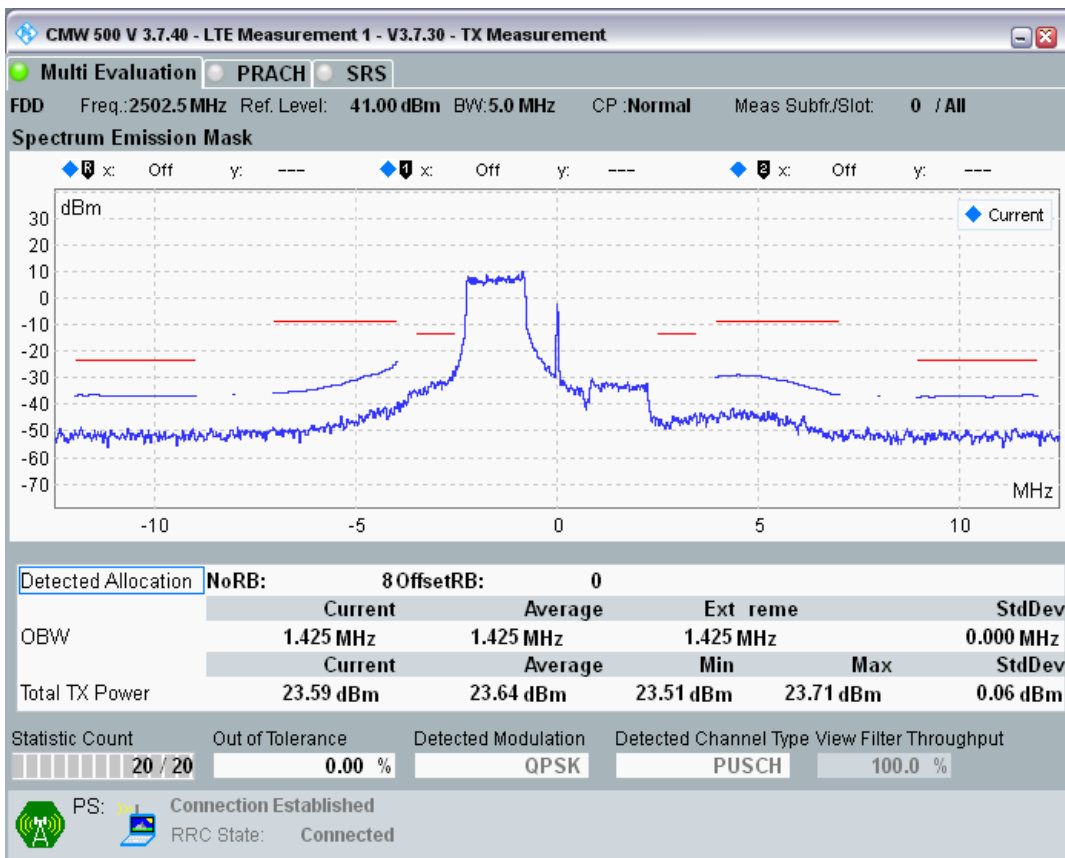 CMW 500 V 3.7.40 - LTE Measurement 1 - V3.7.30 - TX Measurement
Multi Evaluation PRACH SRS
FDD Freq.:2502.5 MHz Ref. Level: 41.00 dBm BW:5.0 MHz CP :Normal Meas Subfr./Slot: 0 / All
Spectrum Emission Mask
R x: Off y: --- 1 x: Off y: --- 2 x: Off y: ---
dBm
Current
30
20
10
0
-10
-20
-30
-40
-50
-60
-70
MHz
-10 -5 0 5 10
Detected Allocation NoRB: 8 OffsetRB: 0
Current Average Ext reme StdDev
OBW 1.425 MHz 1.425 MHz 1.425 MHz 0.000 MHz
Current Average Min Max StdDev
Total TX Power 23.59 dBm 23.64 dBm 23.51 dBm 23.71 dBm 0.06 dBm
Statistic Count Out of Tolerance Detected Modulation Detected Channel Type View Filter Throughput
20 / 20 0.00 % QPSK PUSCH 100.0 %
PS: Connection Established
RRC State: Connected